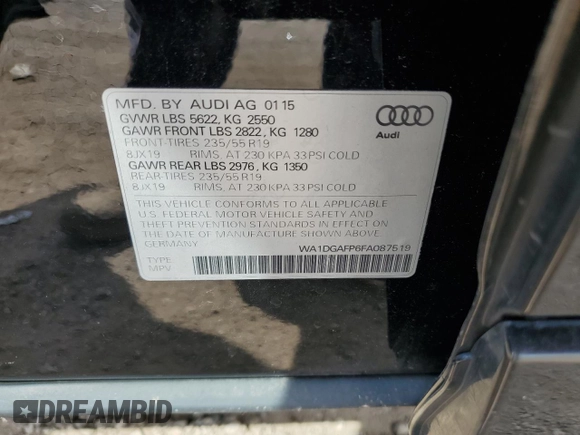 MFD. BY AUDI AG 01 15
GVWR LBS 5622, KG 2550
GAWR FRONT LBS 2822, KG 1280
FRONT-TIRES 235/55 R19
8JX19 RIMS, AT 230 KPA 33 PSI COLD
GAWR REAR LBS 2976, KG 1350
REAR-TIRES 235/55 R19
8JX19 RIMS, AT 230 KPA 33 PSI COLD
Audi
THIS VEHICLE CONFORMS TO ALL APPLICABLE
U.S. FEDERAL MOTOR VEHICLE SAFETY AND
THEFT PREVENTION STANDARDS IN EFFECT ON THE
DATE OF MANUFACTURE SHOWN ABOVE.
GERMANY WA1DGAFP6FA087519
TYPE:
MPV
DREAMBID